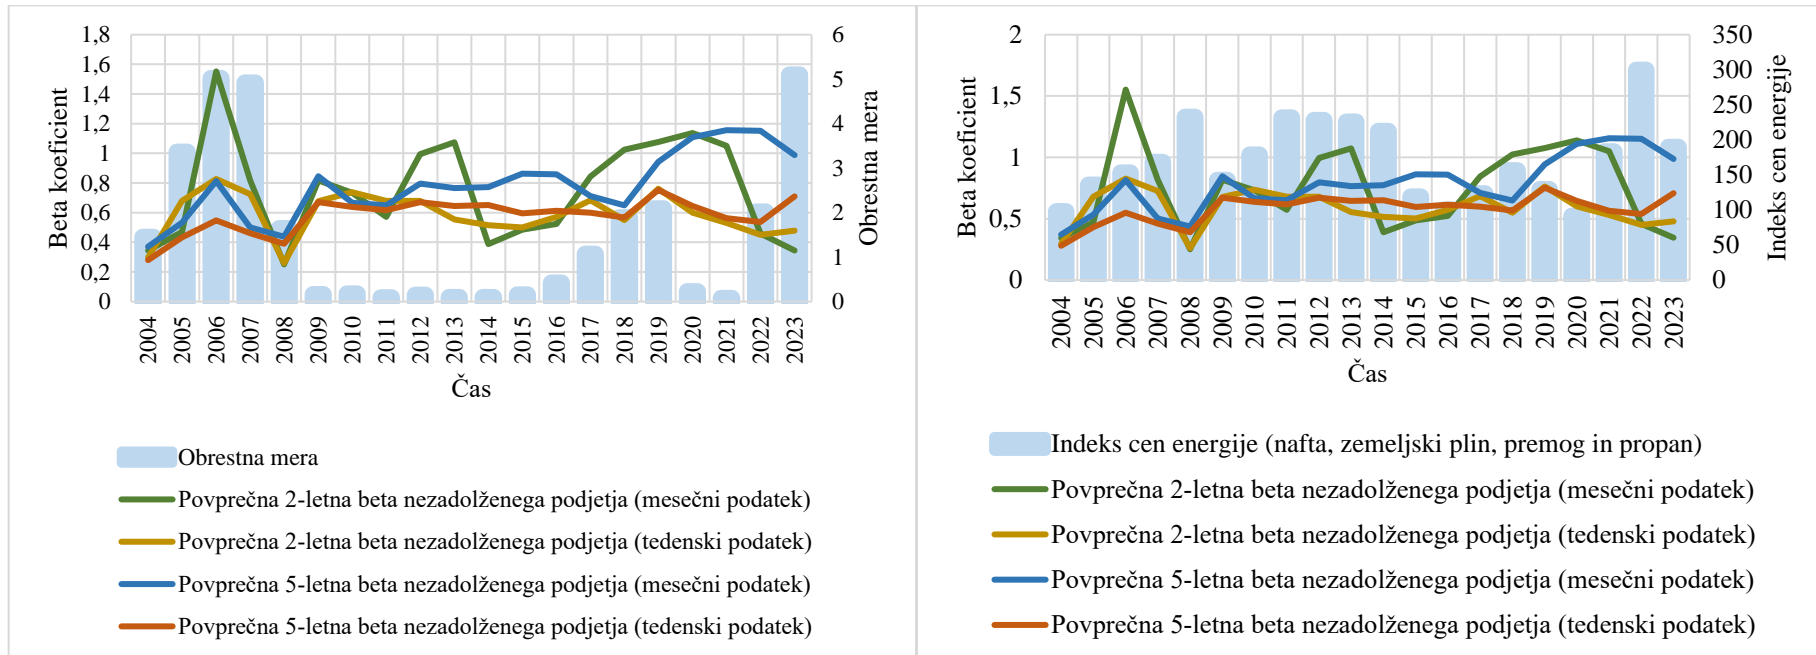 1,8
1,6
1,4
1,2
1
0,8
0,6
0,4
0,2
0
Beta koeficient
6
5
4
3
2
1
0
Obrestna mera
2004 2005 2006 2007 2008 2009 2010 2011 2012 2013 2014 2015 2016 2017 2018 2019 2020 2021 2022 2023
Čas
Obrestna mera
Povprečna 2-letna beta nezadolženega podjetja (mesečni podatek)
Povprečna 2-letna beta nezadolženega podjetja (tedenski podatek)
Povprečna 5-letna beta nezadolženega podjetja (mesečni podatek)
Povprečna 5-letna beta nezadolženega podjetja (tedenski podatek)
2
1,5
1
0,5
0
Beta koeficient
350
300
250
200
150
100
50
0
Indeks cen energije
2004 2005 2006 2007 2008 2009 2010 2011 2012 2013 2014 2015 2016 2017 2018 2019 2020 2021 2022 2023
Čas
Indeks cen energije (nafta, zemeljski plin, premog in propan)
Povprečna 2-letna beta nezadolženega podjetja (mesečni podatek)
Povprečna 2-letna beta nezadolženega podjetja (tedenski podatek)
Povprečna 5-letna beta nezadolženega podjetja (mesečni podatek)
Povprečna 5-letna beta nezadolženega podjetja (tedenski podatek)